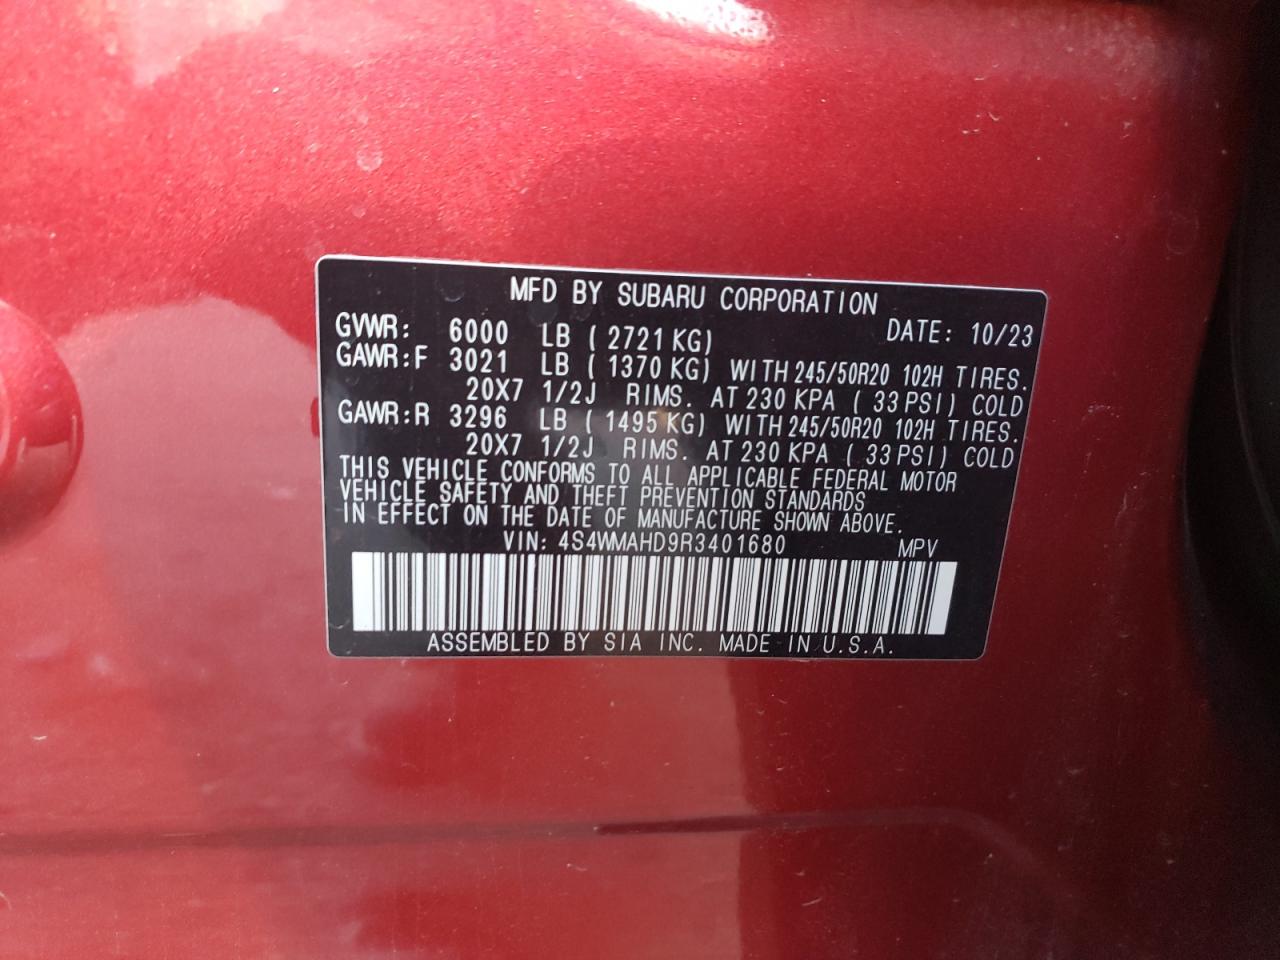 MFD BY SUBARU CORPORATION
GVWR: 6000 LB ( 2721 KG) DATE: 10/23
GAWR:F 3021 LB ( 1370 KG) WITH 245/50R20 102H TIRES.
20X7 1/2J RIMS. AT 230 KPA ( 33 PSI) COLD
GAWR:R 3296 LB ( 1495 KG) WITH 245/50R20 102H TIRES.
20X7 1/2J RIMS. AT 230 KPA ( 33 PSI) COLD
THIS VEHICLE CONFORMS TO ALL APPLICABLE FEDERAL MOTOR
VEHICLE SAFETY AND THEFT PREVENTION STANDARDS
IN EFFECT ON THE DATE OF MANUFACTURE SHOWN ABOVE.
VIN: 4S4WMAHD9R3401680 MPV
ASSEMBLED BY SIA INC. MADE IN U.S.A.